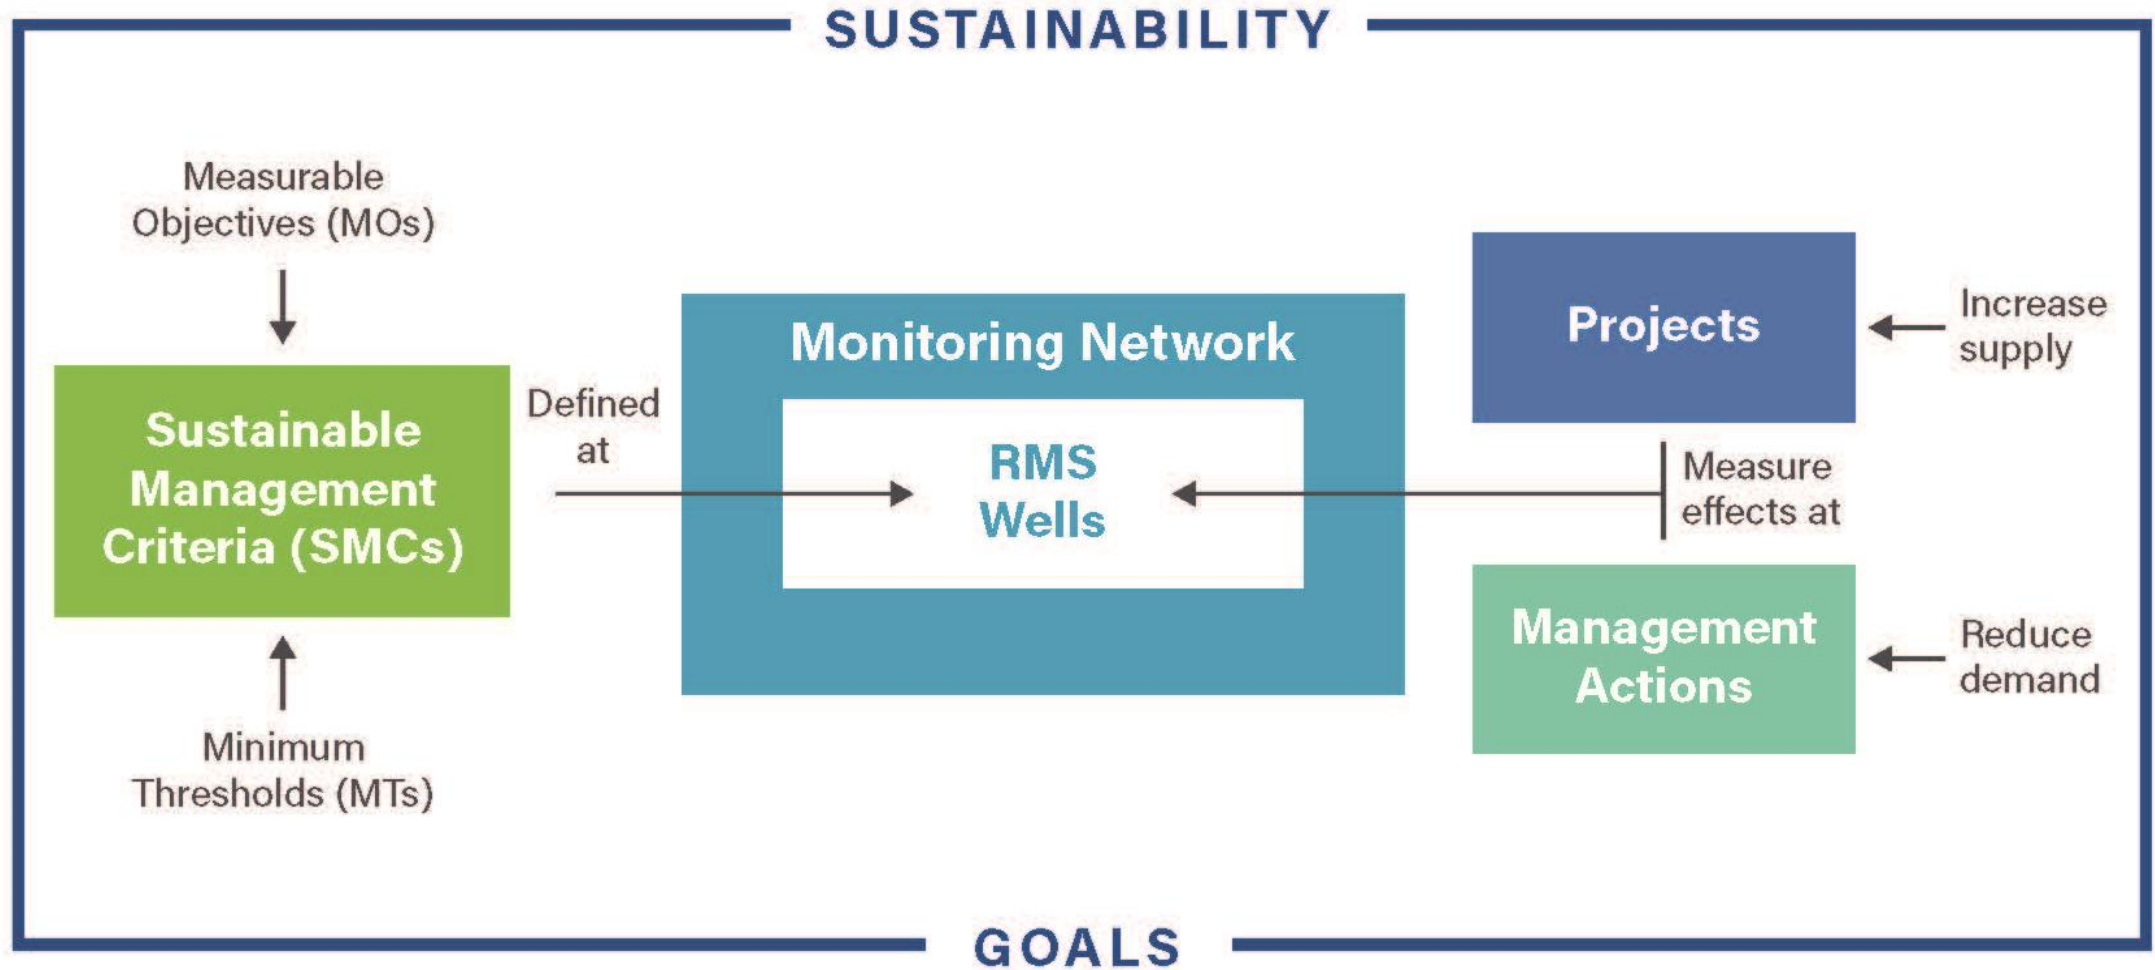 SUSTAINABILITY
Measurable
Objectives (MOs)
Sustainable
Management
Criteria (SMCs)
Minimum
Thresholds (MTs)
Defined
at
Monitoring Network
RMS
Wells
Projects
Increase
supply
Measure
effects at
Management
Actions
Reduce
demand
GOALS